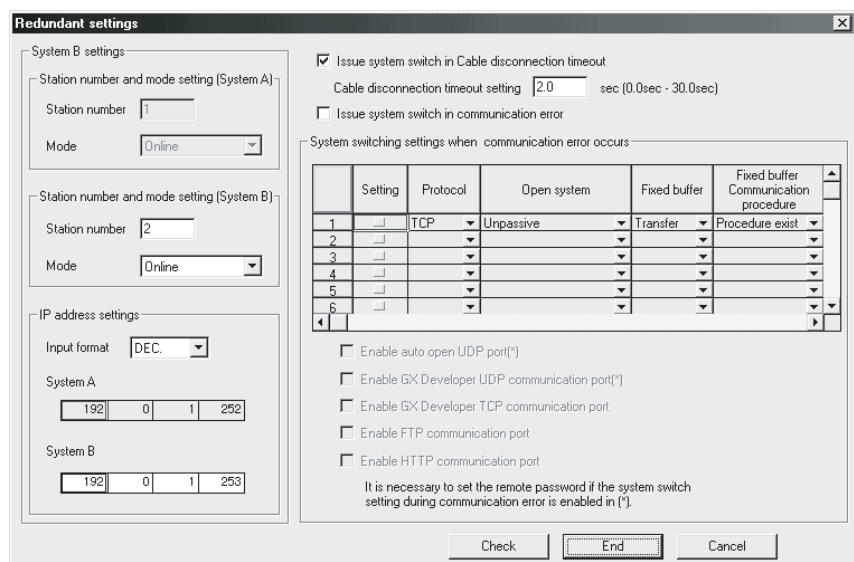 Redundant settings
System B settings
Station number and mode setting (System A)
Station number 1
Mode Online
Station number and mode setting (System B)
Station number 2
Mode Online
IP address settings
Input format DEC.
System A
192 0 1 252
System B
192 0 1 253
Issue system switch in Cable disconnection timeout
Cable disconnection timeout setting 2.0 sec (0.0sec - 30.0sec)
Issue system switch in communication error
System switching settings when communication error occurs
Setting Protocol Open system Fixed buffer Fixed buffer Communication procedure
1 TCP Unpassive Transfer Procedure exist
2
3
4
5
6
Enable auto open UDP port(*)
Enable GX Developer UDP communication port(*)
Enable GX Developer TCP communication port
Enable FTP communication port
Enable HTTP communication port
It is necessary to set the remote password if the system switch
setting during communication error is enabled in (*).
Check End Cancel